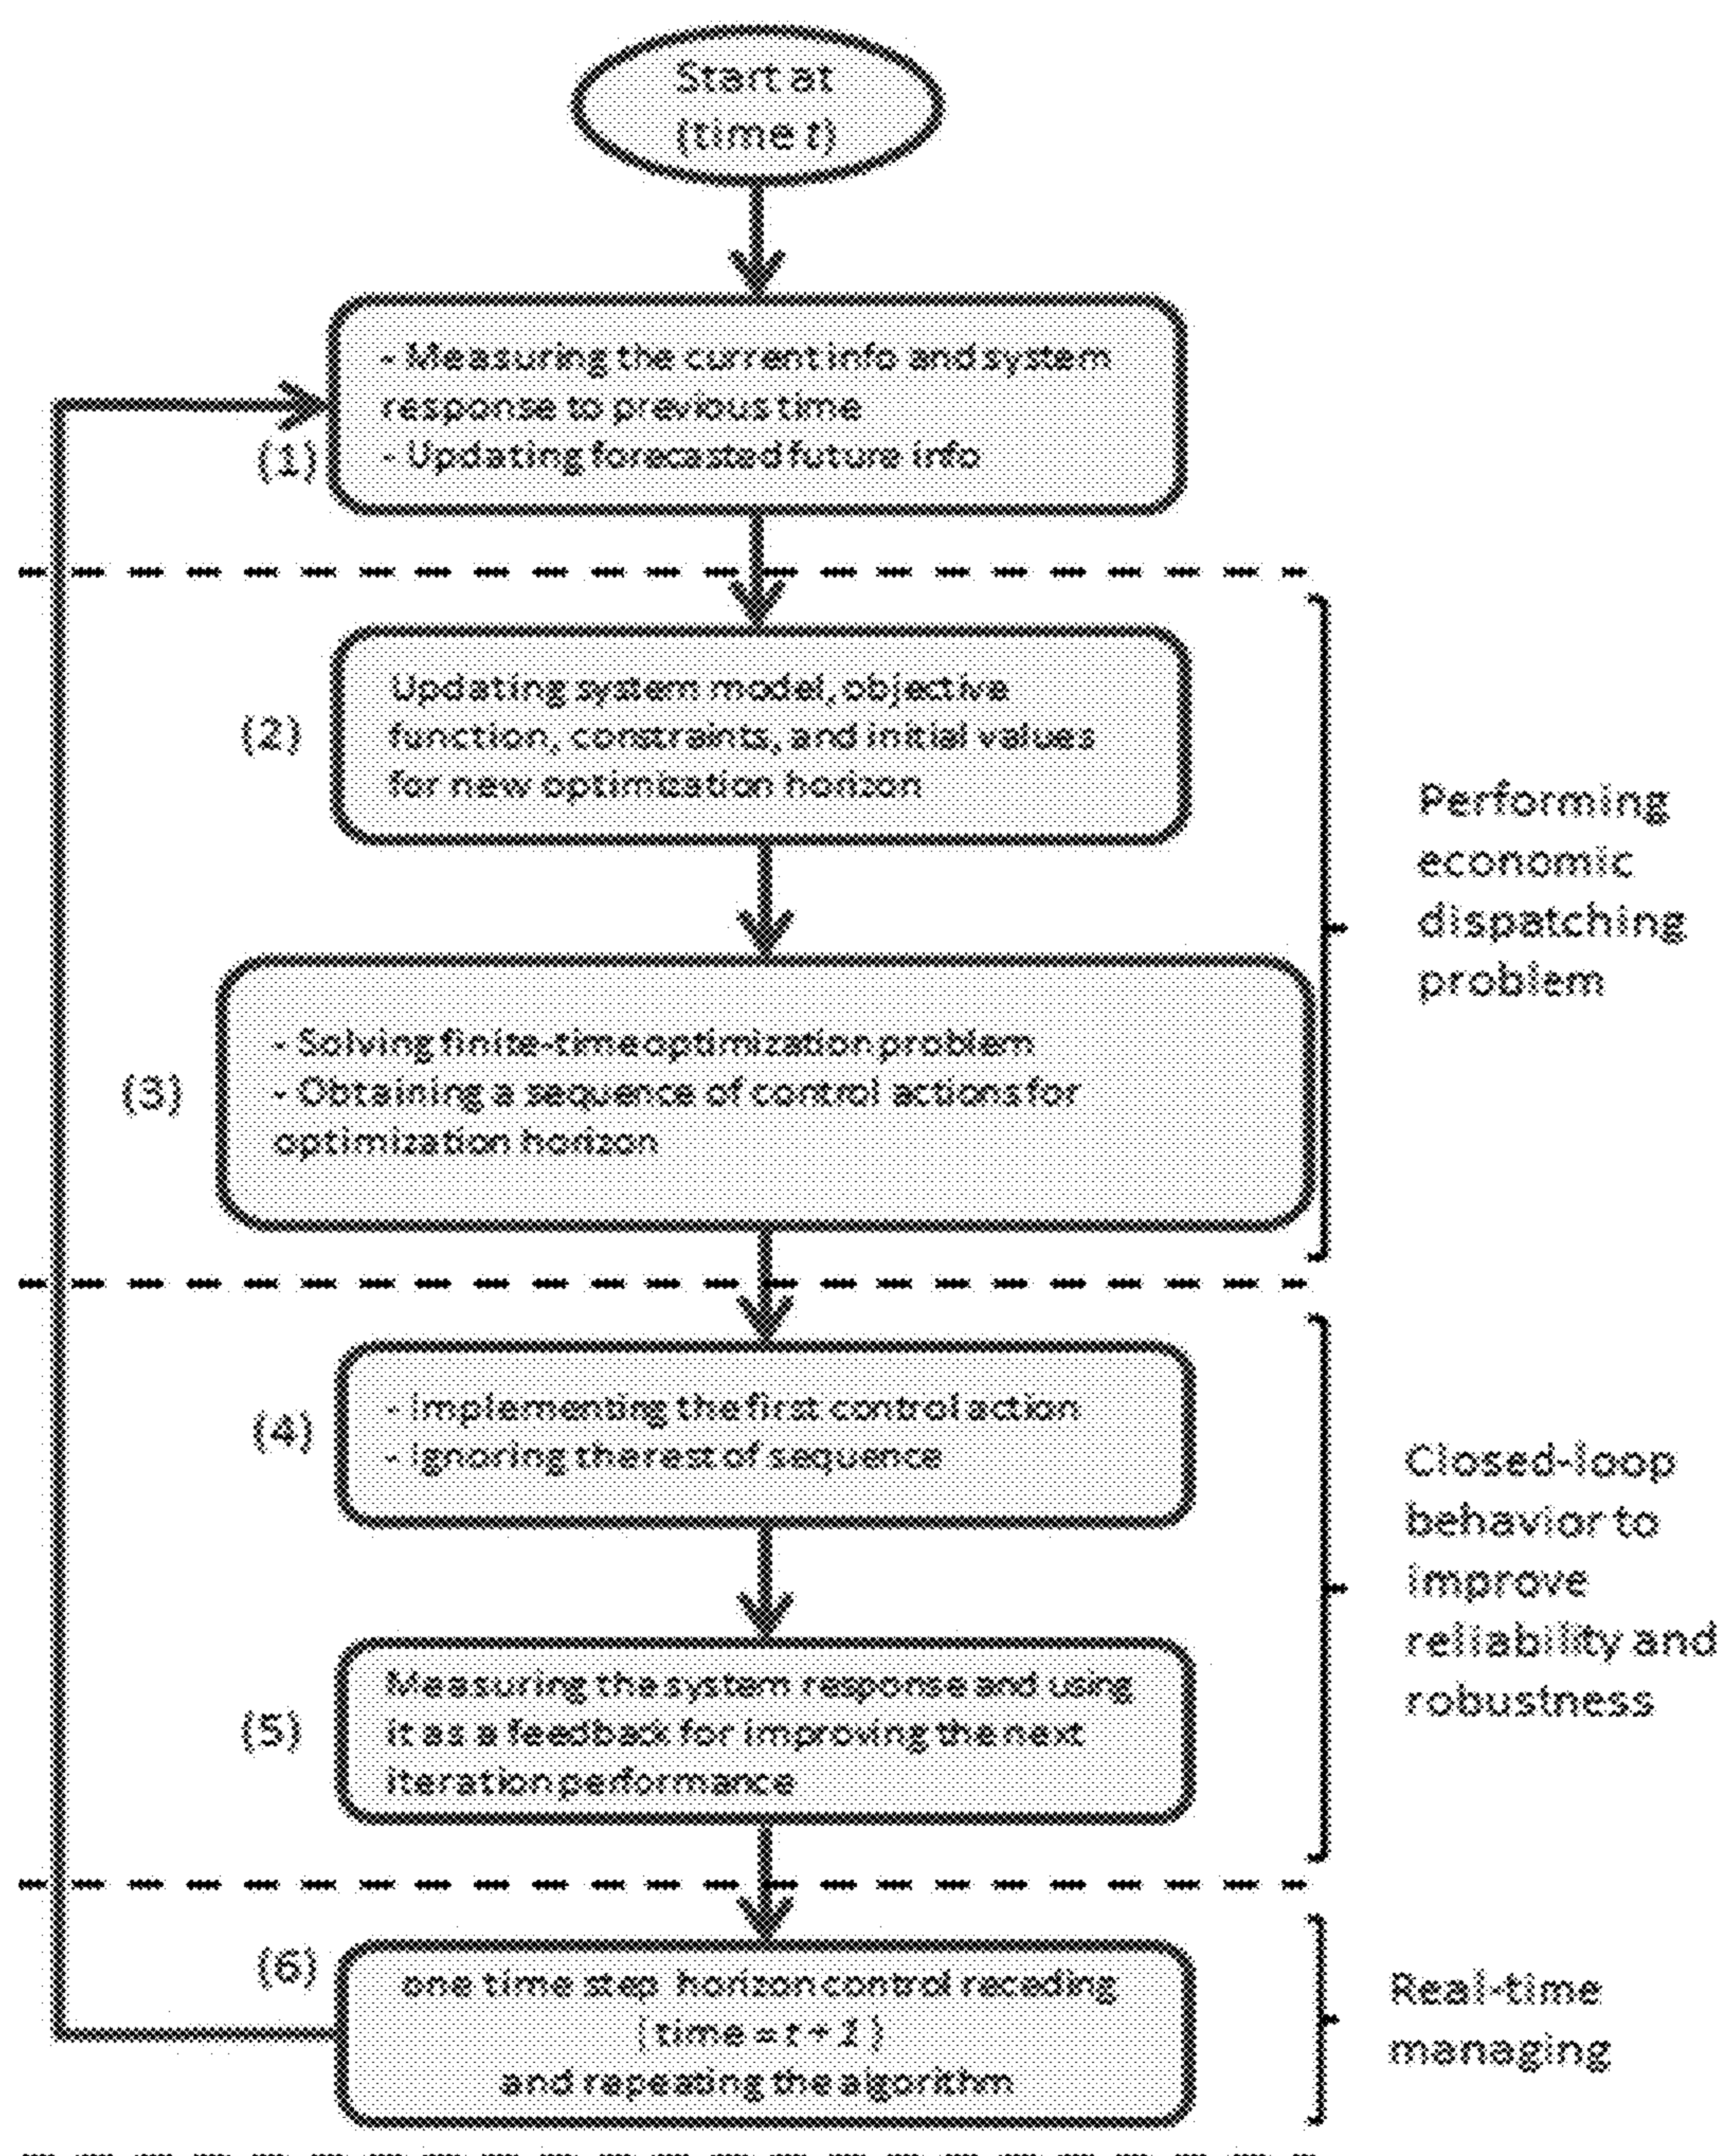 Start at
(time t)
- Measuring the current info and system
response to previous time
- Updating forecasted future info
(1)
Updating system model, objective
function, constraints, and initial values
for new optimization horizon
(2)
Performing
economic
dispatching
problem
- Solving finite-time optimization problem
- Obtaining a sequence of control actions for
optimization horizon
(3)
- Implementing the first control action
- Ignoring the rest of sequence
(4)
Closed-loop
behavior to
improve
reliability and
robustness
Measuring the system response and using
it as a feedback for improving the next
iteration performance
(5)
(6)
one time step horizon control receding
(time = t + 1)
and repeating the algorithm
Real-time
managing